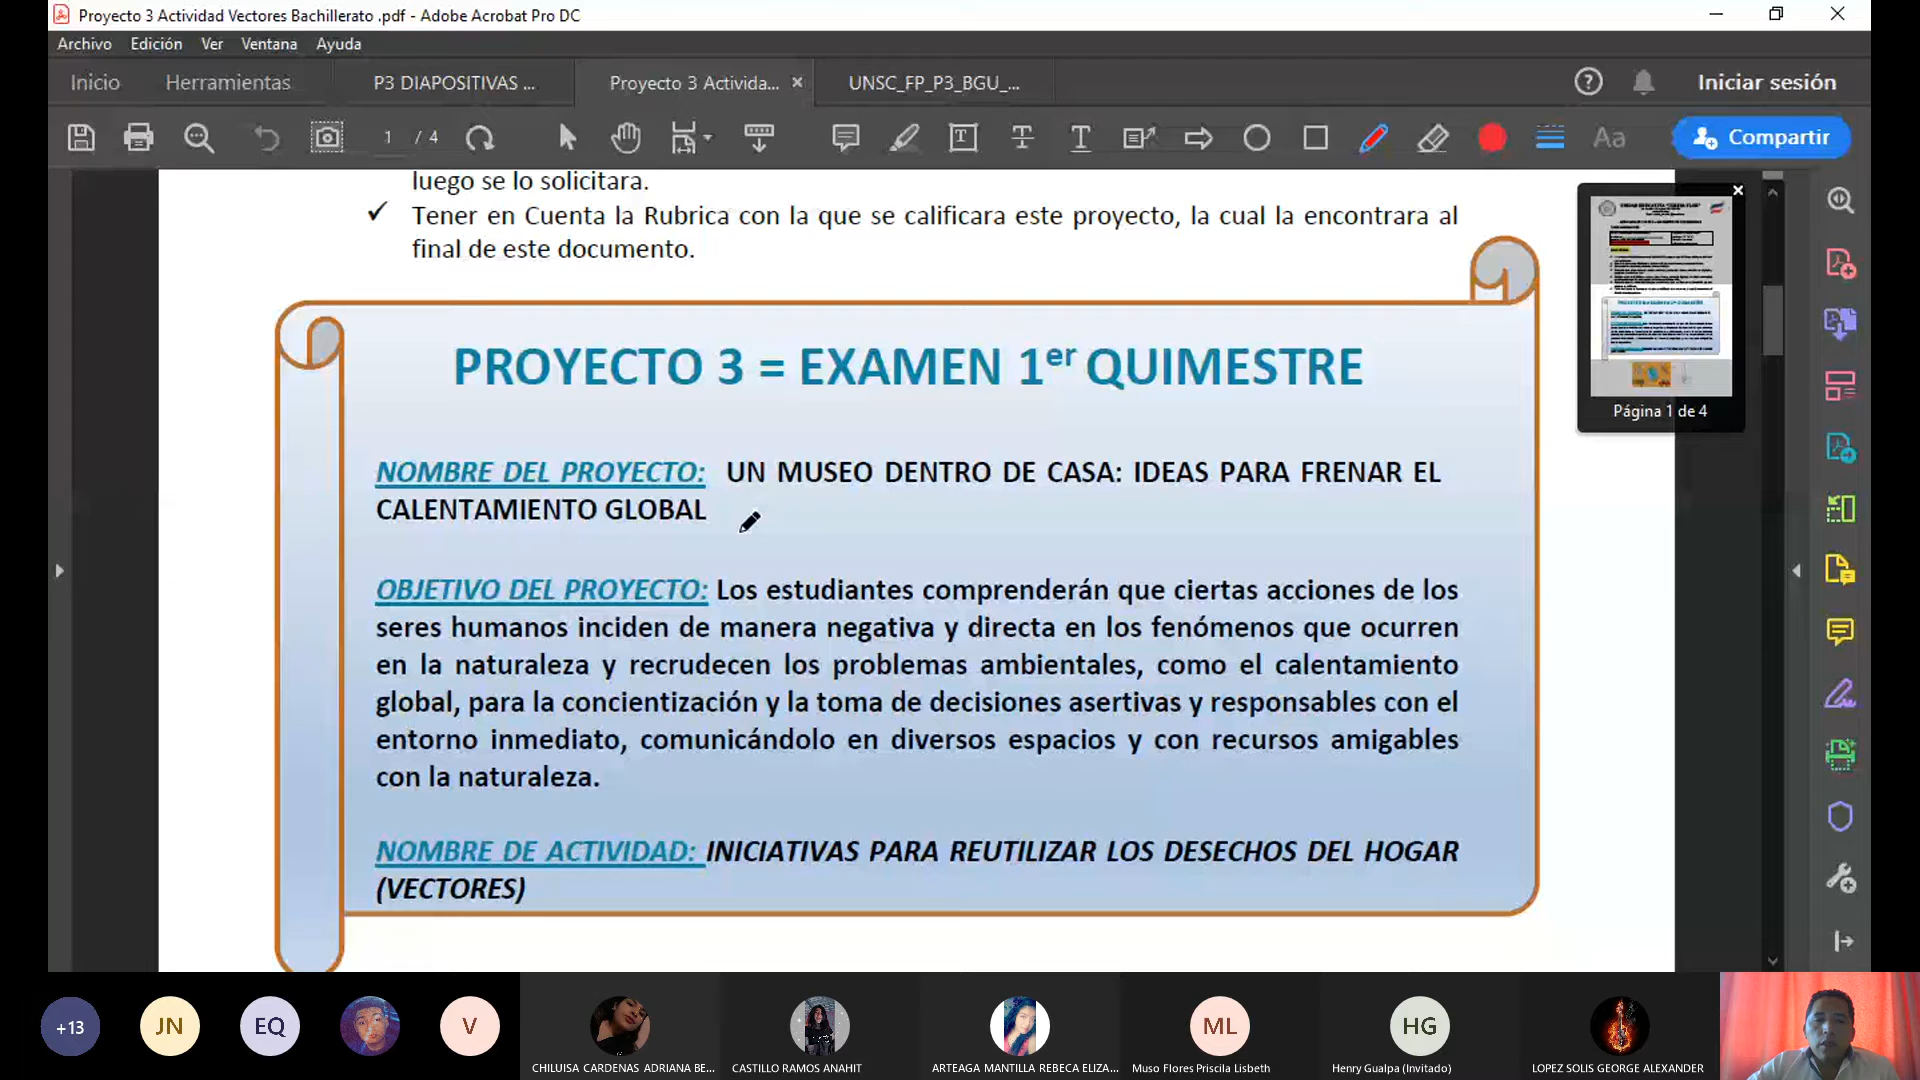 Proyecto 3 Actividad Vectores Bachillerato .pdf - Adobe Acrobat Pro DC
Archivo Edición Ver Ventana Ayuda
Inicio Herramientas P3 DIAPOSITIVAS ... Proyecto 3 Activida... × UNSC_FP_P3_BGU_... Iniciar sesión
1 / 4 Aa Compartir
luego se lo solicitara.
✓ Tener en Cuenta la Rubrica con la que se calificara este proyecto, la cual la encontrara al
final de este documento.
PROYECTO 3 = EXAMEN 1er QUIMESTRE
NOMBRE DEL PROYECTO: UN MUSEO DENTRO DE CASA: IDEAS PARA FRENAR EL
CALENTAMIENTO GLOBAL
OBJETIVO DEL PROYECTO: Los estudiantes comprenderán que ciertas acciones de los
seres humanos inciden de manera negativa y directa en los fenómenos que ocurren
en la naturaleza y recrudecen los problemas ambientales, como el calentamiento
global, para la concientización y la toma de decisiones asertivas y responsables con el
entorno inmediato, comunicándolo en diversos espacios y con recursos amigables
con la naturaleza.
NOMBRE DE ACTIVIDAD: INICIATIVAS PARA REUTILIZAR LOS DESECHOS DEL HOGAR
(VECTORES)
Página 1 de 4
+13 JN EQ V ML HG
CHILUISA CARDENAS ADRIANA BE... CASTILLO RAMOS ANAHIT ARTEAGA MANTILLA REBECA ELIZA... Muso Flores Priscila Lisbeth Henry Gualpa (Invitado) LOPEZ SOLIS GEORGE ALEXANDER